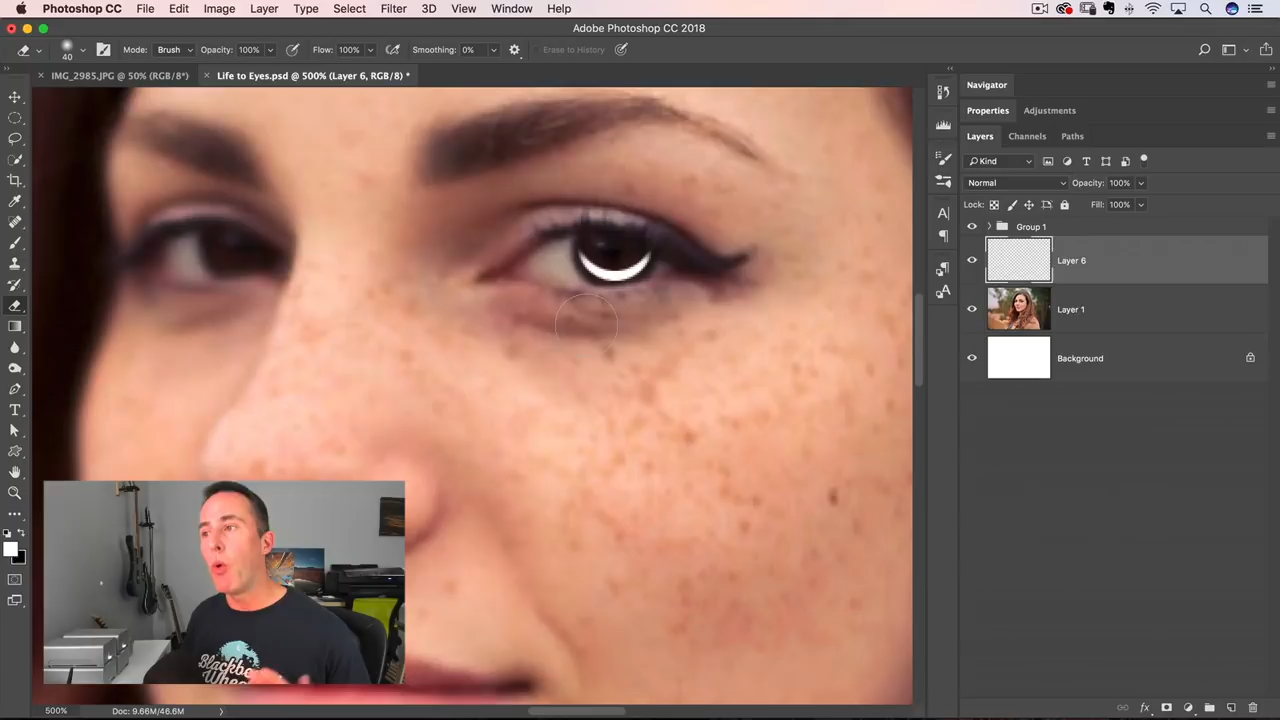 Photoshop CC File Edit Image Layer Type Select Filter 3D View Window Help
Adobe Photoshop CC 2018
40 Mode: Brush Opacity: 100% Flow: 100% Smoothing: 0% Erase to History
× IMG_2985.JPG @ 50% (RGB/8*) × Life to Eyes.psd @ 500% (Layer 6, RGB/8) *
Navigator
Properties Adjustments
Layers Channels Paths
Kind
Normal Opacity: 100%
Lock: Fill: 100%
Group 1
Layer 6
Layer 1
Background
500% Doc: 9.66M/46.6M